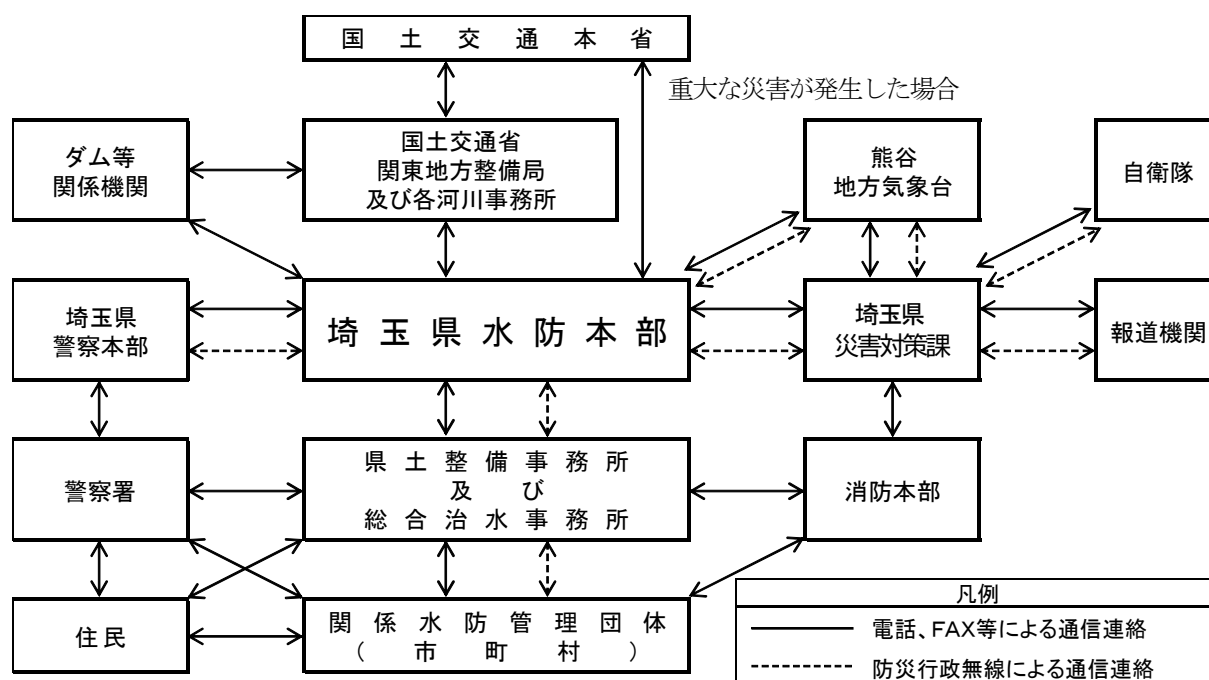 国土交通本省
重大な災害が発生した場合
ダム等
関係機関
国土交通省
関東地方整備局
及び各河川事務所
熊谷
地方気象台
自衛隊
埼玉県
警察本部
埼玉県水防本部
埼玉県
災害対策課
報道機関
警察署
県土整備事務所
及び
総合治水事務所
消防本部
住民
関係水防管理団体
(市町村)
凡例
電話、FAX等による通信連絡
防災行政無線による通信連絡